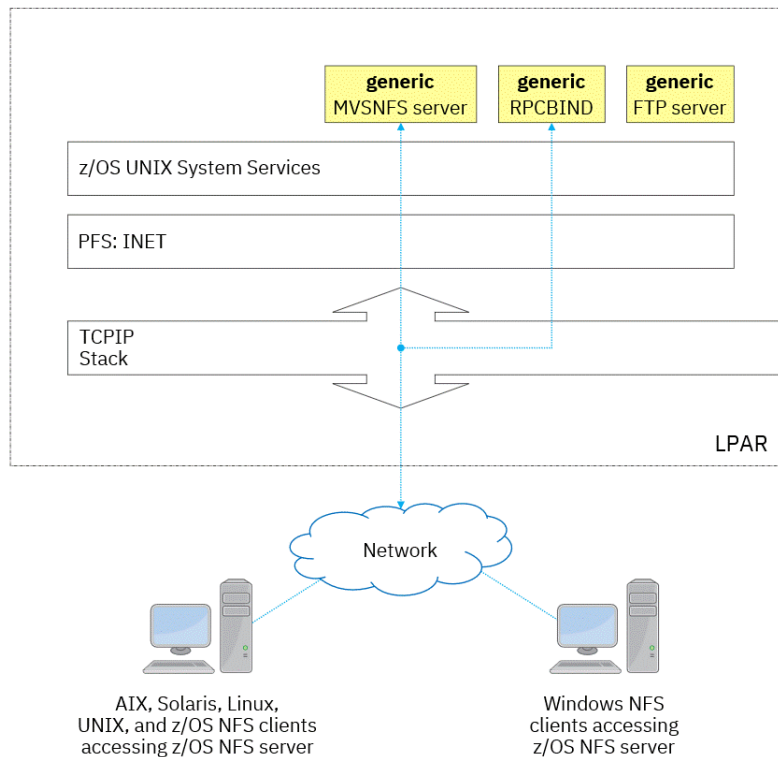 generic
MVSNFS server
generic
RPCBIND
generic
FTP server
z/OS UNIX System Services
PFS: INET
TCPIP
Stack
LPAR
Network
AIX, Solaris, Linux,
UNIX, and z/OS NFS clients
accessing z/OS NFS server
Windows NFS
clients accessing
z/OS NFS server